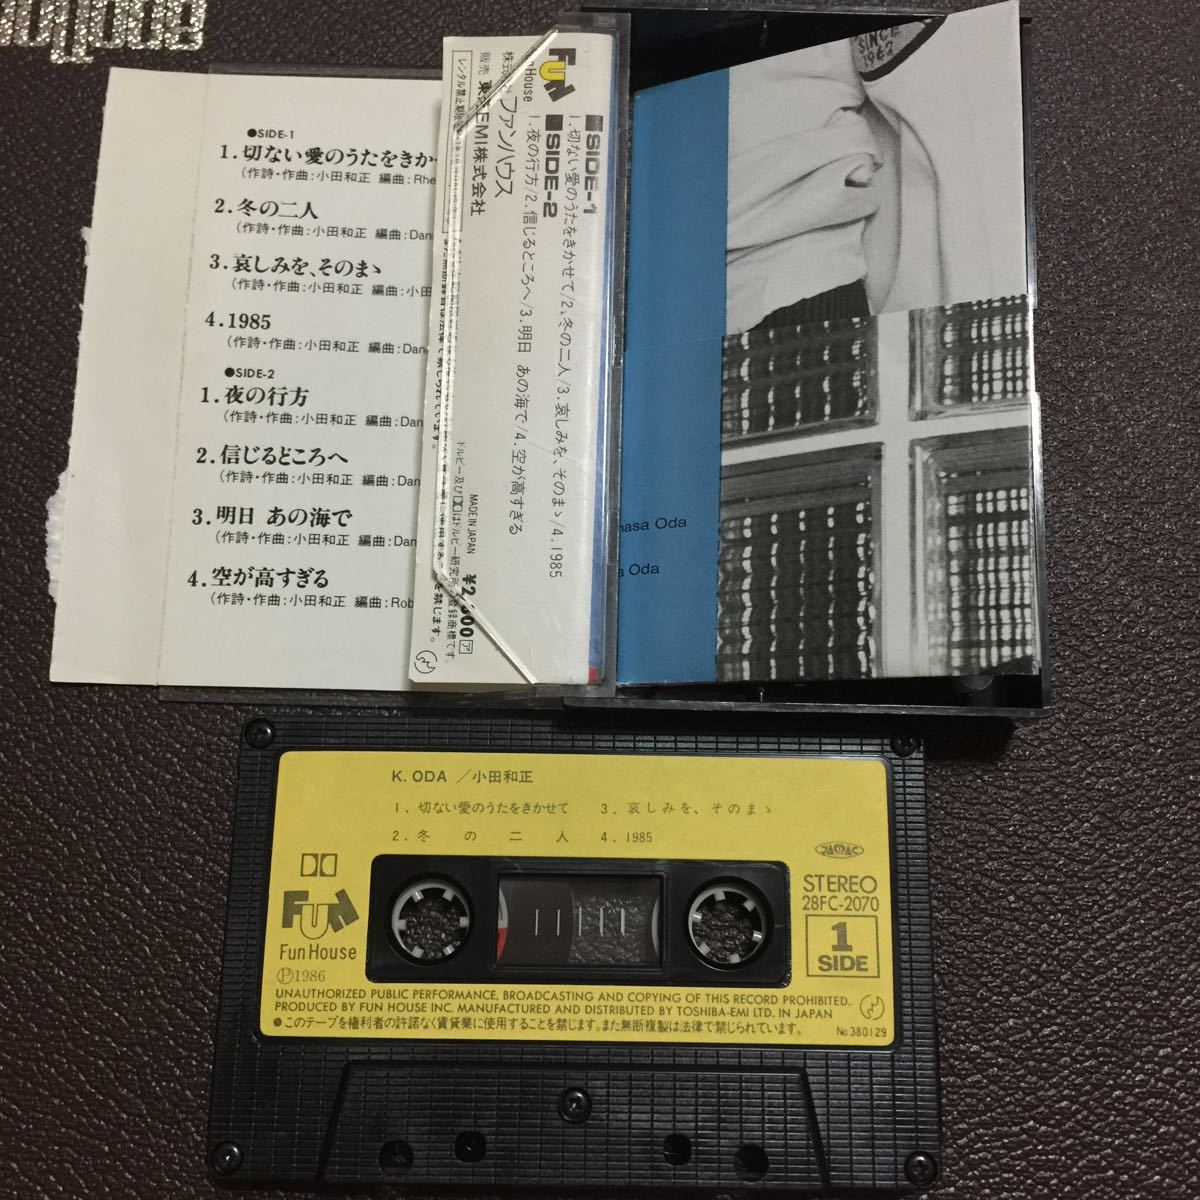 ●SIDE-1
1.切ない愛のうたをきか
(作詩・作曲:小田和正 編曲:Rhe
2.冬の二人
(作詩・作曲:小田和正 編曲:Dan
3.哀しみを、そのまゝ
(作詩・作曲:小田和正 編曲:小田
4.1985
(作詩・作曲:小田和正 編曲:Dan
●SIDE-2
1.夜の行方
(作詩・作曲:小田和正 編曲:Dan
2.信じるところへ
(作詩・作曲:小田和正 編曲:Dan
3.明日 あの海で
(作詩・作曲:小田和正 編曲:Dan
4.空が高すぎる
(作詩・作曲:小田和正 編曲:Rob
FUN
House
■SIDE-1
1.切ない愛のうたをきかせて/2.冬の二人/3.哀しみを、そのまゝ/4.1985
■SIDE-2
1.夜の行方/2.信じるところへ/3.明日 あの海で/4.空が高すぎる
ファンハウス
EMI株式会社
MADE IN JAPAN
SINCE
1962
masa Oda
a Oda
K. ODA /小田和正
1.切ない愛のうたをきかせて 3.哀しみを、そのまゝ
2.冬の二人 4.1985
JASRAC
STEREO
28FC-2070
1
SIDE
FUN
Fun House
Ⓟ1986
UNAUTHORIZED PUBLIC PERFORMANCE, BROADCASTING AND COPYING OF THIS RECORD PROHIBITED.
PRODUCED BY FUN HOUSE INC. MANUFACTURED AND DISTRIBUTED BY TOSHIBA-EMI LTD. IN JAPAN
●このテープを権利者の許諾なく賃貸業に使用することを禁じます。また無断複製は法律で禁じられています。
No 380129